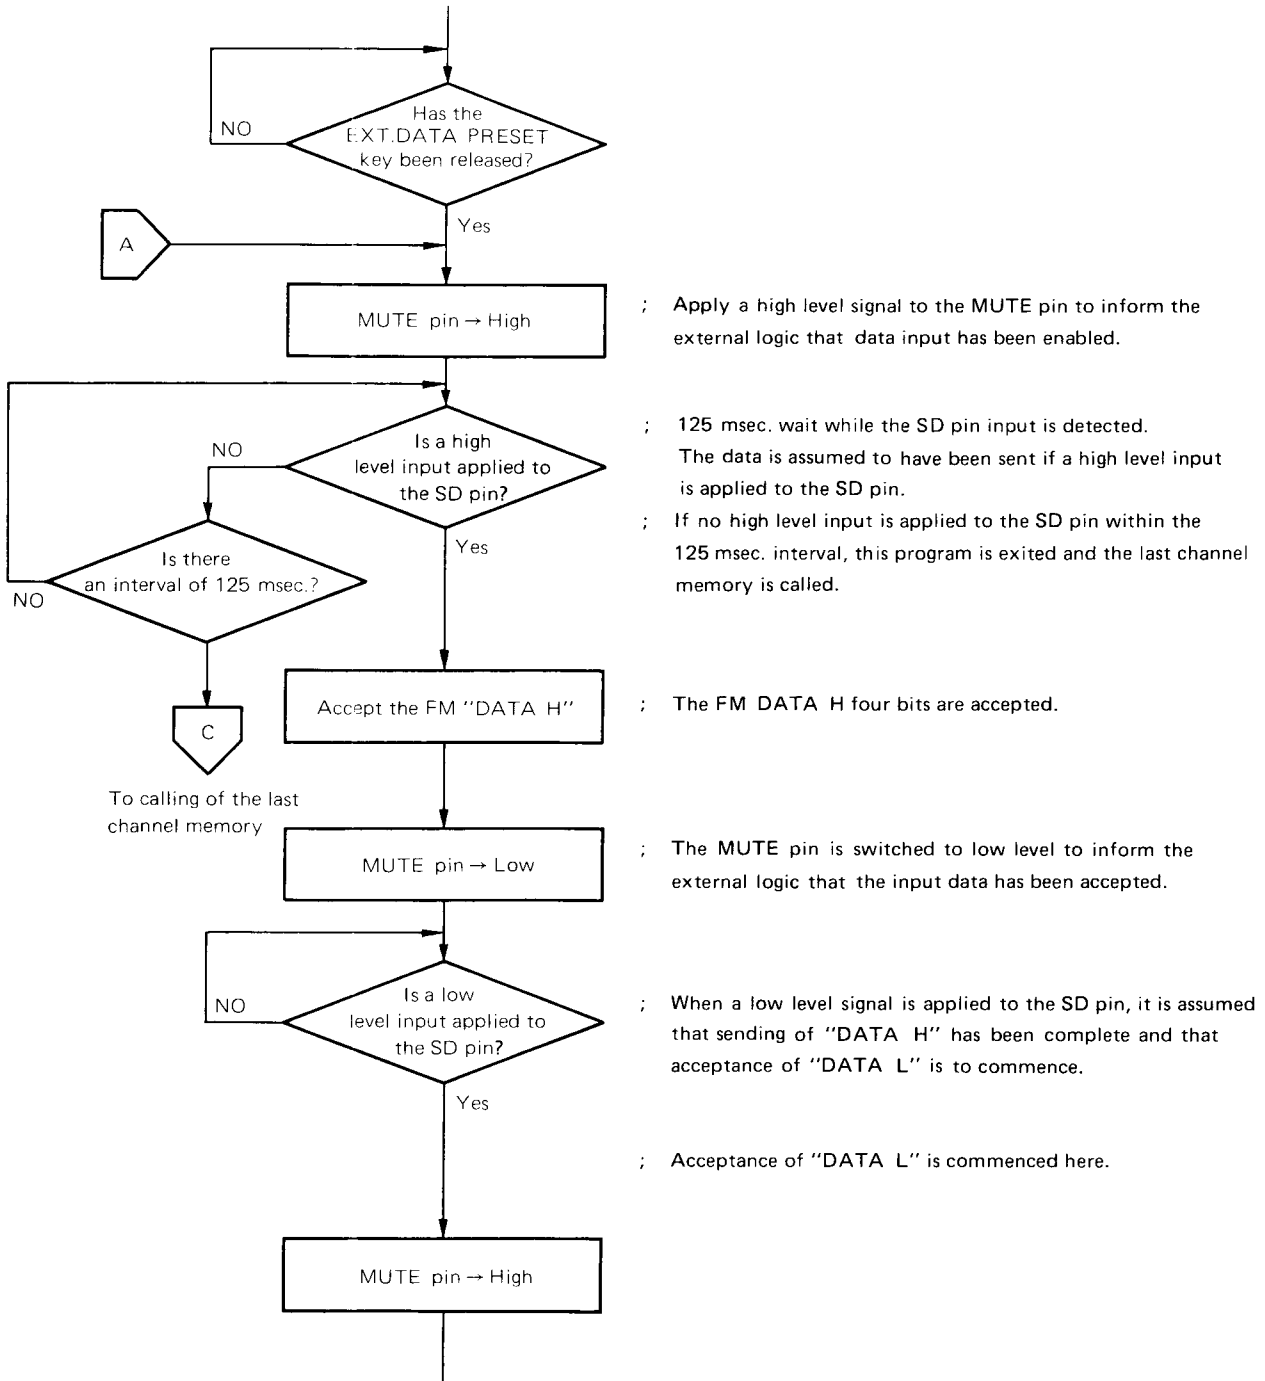 Has the
EXT.DATA PRESET
key been released?
NO
Yes
A
MUTE pin → High
; Apply a high level signal to the MUTE pin to inform the
external logic that data input has been enabled.
Is a high
level input applied to
the SD pin?
NO
Yes
; 125 msec. wait while the SD pin input is detected.
The data is assumed to have been sent if a high level input
is applied to the SD pin.
; If no high level input is applied to the SD pin within the
125 msec. interval, this program is exited and the last channel
memory is called.
Is there
an interval of 125 msec.?
NO
C
To calling of the last
channel memory
Accept the FM "DATA H"
; The FM DATA H four bits are accepted.
MUTE pin → Low
; The MUTE pin is switched to low level to inform the
external logic that the input data has been accepted.
Is a low
level input applied to
the SD pin?
NO
Yes
; When a low level signal is applied to the SD pin, it is assumed
that sending of "DATA H" has been complete and that
acceptance of "DATA L" is to commence.
; Acceptance of "DATA L" is commenced here.
MUTE pin → High